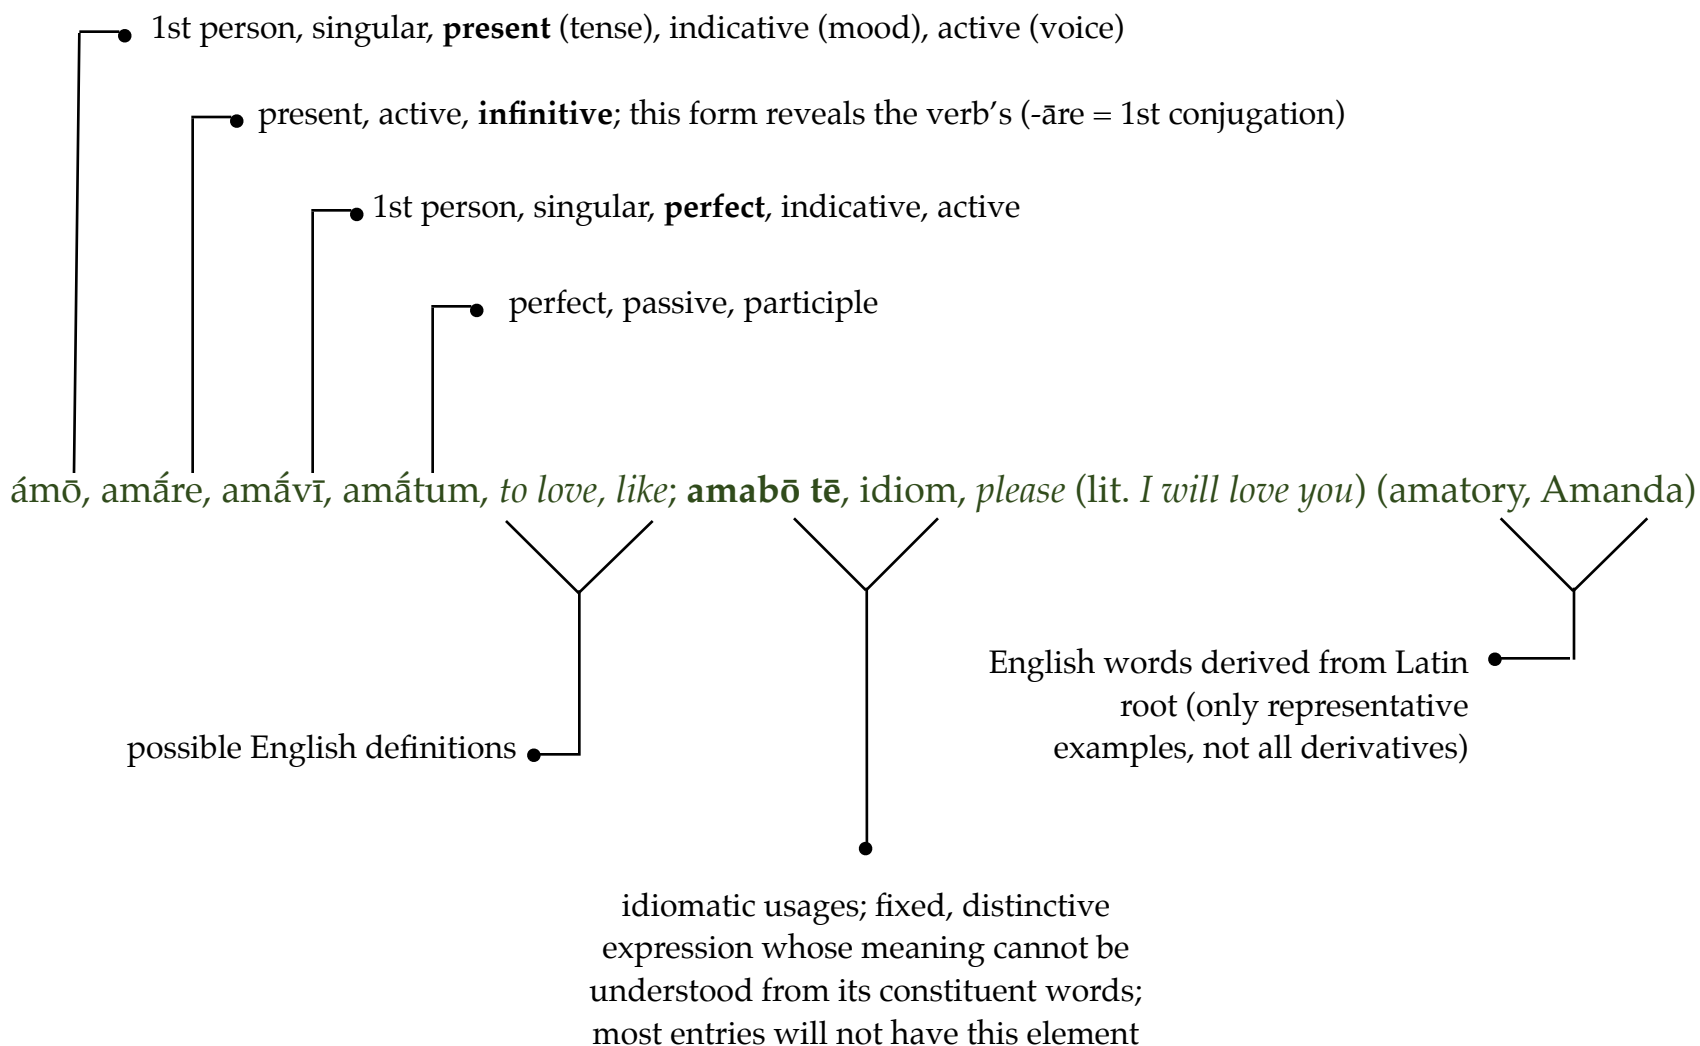 1st person, singular, present (tense), indicative (mood), active (voice)
present, active, infinitive; this form reveals the verb’s (-āre = 1st conjugation)
1st person, singular, perfect, indicative, active
perfect, passive, participle
ámō, amā́re, amā́vī, amā́tum, to love, like; amabō tē, idiom, please (lit. I will love you) (amatory, Amanda)
English words derived from Latin
root (only representative
examples, not all derivatives)
possible English definitions
idiomatic usages; fixed, distinctive
expression whose meaning cannot be
understood from its constituent words;
most entries will not have this element